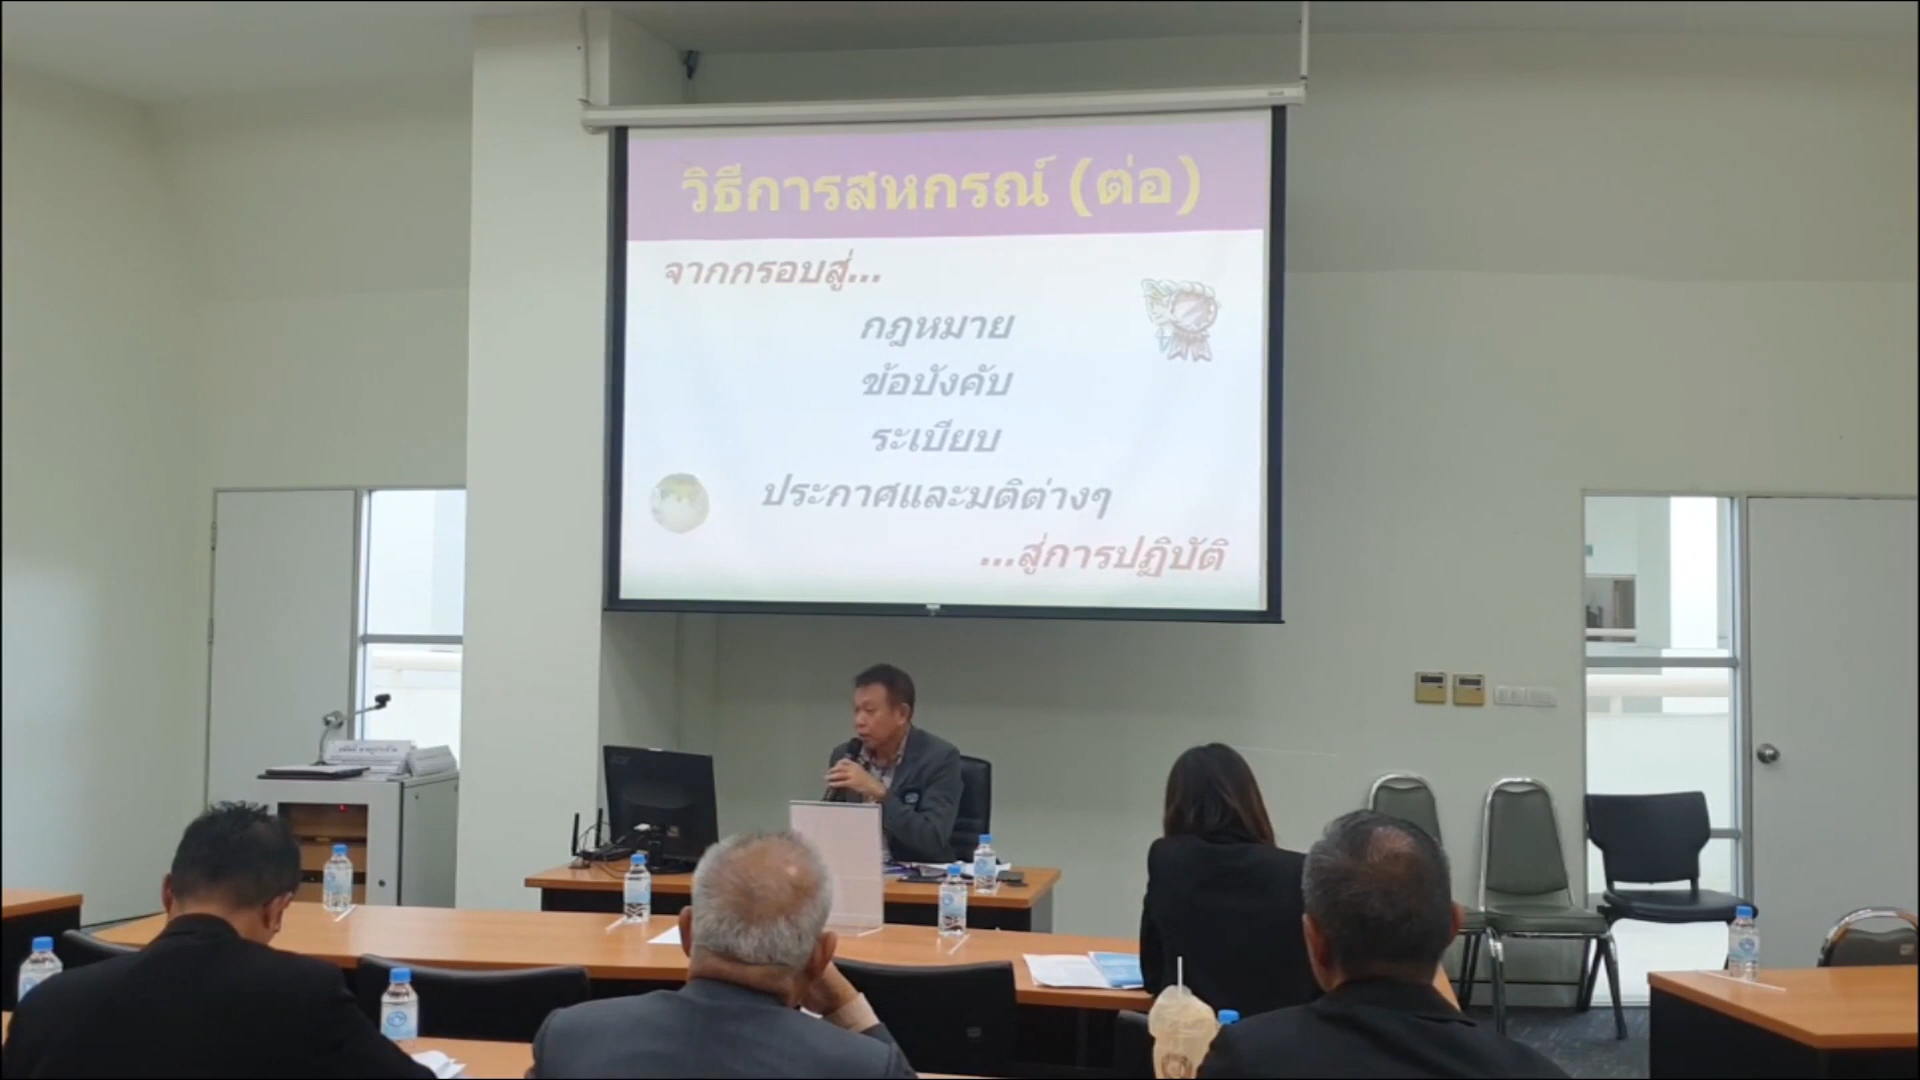 วิธีการสหกรณ์ (ต่อ)
จากกรอบสู่...
กฎหมาย
ข้อบังคับ
ระเบียบ
ประกาศและมติต่างๆ
...สู่การปฏิบัติ